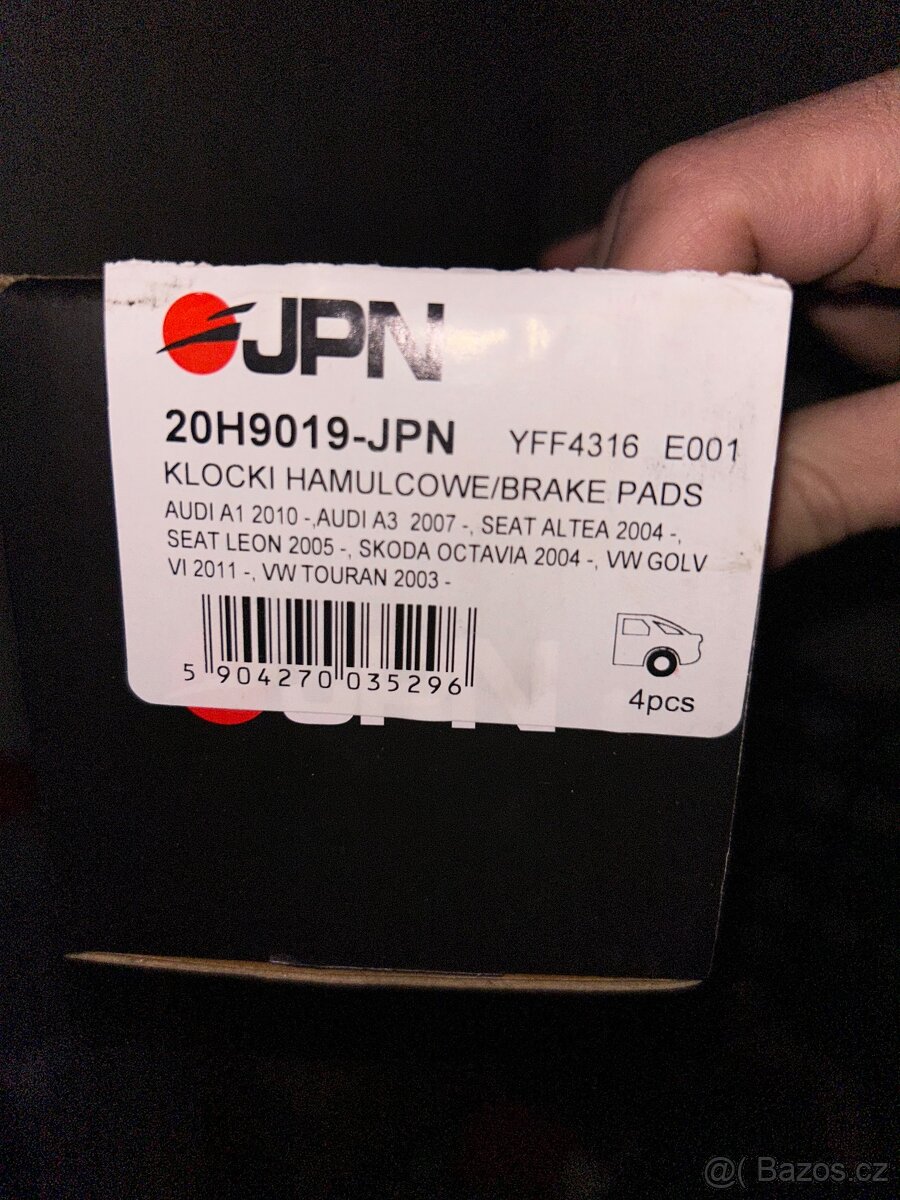 JPN
20H9019-JPN YFF4316 E001
KLOCKI HAMULCOWE/BRAKE PADS
AUDI A1 2010 -,AUDI A3 2007 -, SEAT ALTEA 2004 -,
SEAT LEON 2005 -, SKODA OCTAVIA 2004 -, VW GOLV
VI 2011 -, VW TOURAN 2003 -
5 904270 035296
4pcs
JPN
@( Bazos.cz